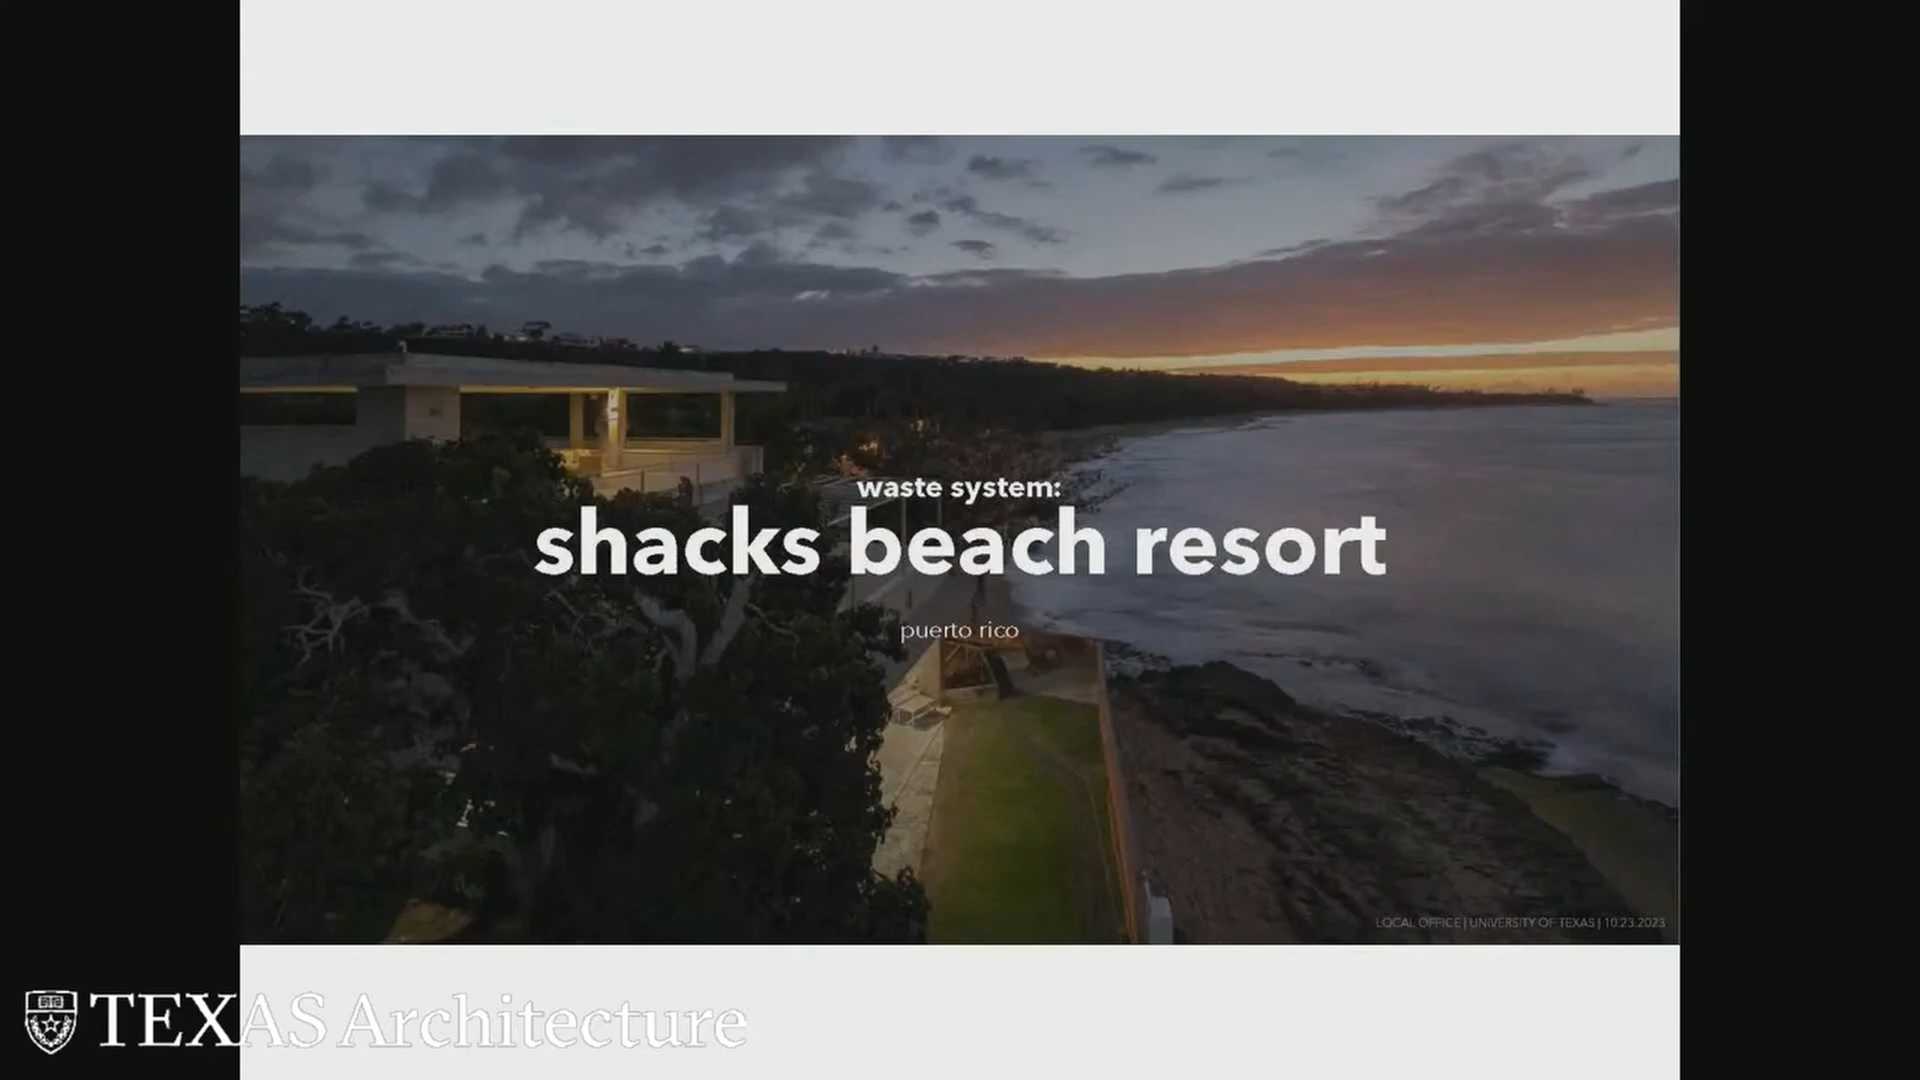 waste system:
shacks beach resort
puerto rico
LOCAL OFFICE | UNIVERSITY OF TEXAS | 10.23.2023
TEXAS Architecture